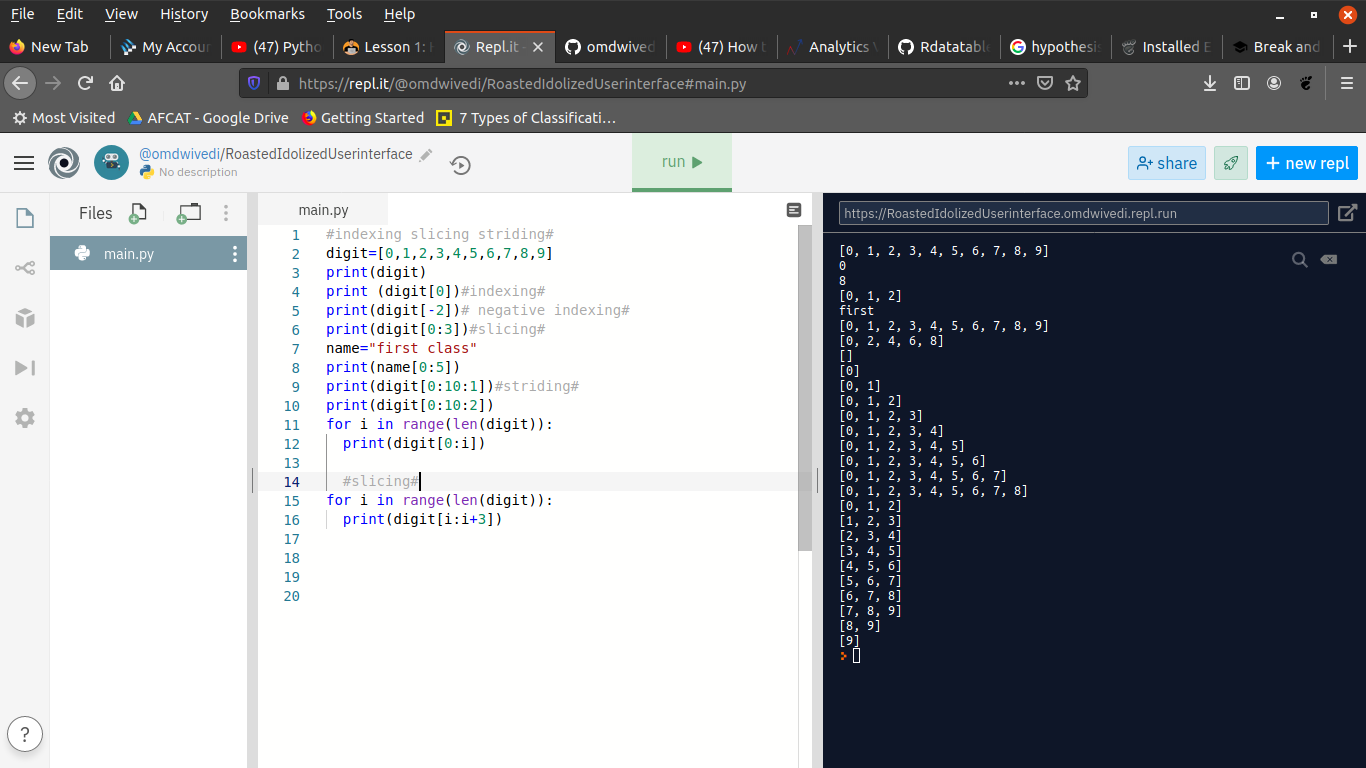 File Edit View History Bookmarks Tools Help
New Tab My Accour (47) Pytho Lesson 1: Repl.it - omdwived (47) How t Analytics Rdatatabl hypothesis Installed E Break and
https://repl.it/@omdwivedi/RoastedIdolizedUserinterface#main.py
Most Visited AFCAT - Google Drive Getting Started 7 Types of Classificati…
@omdwivedi/RoastedIdolizedUserinterface
No description
run
share
+ new repl
Files
main.py
main.py
1 #indexing slicing striding#
2 digit=[0,1,2,3,4,5,6,7,8,9]
3 print(digit)
4 print (digit[0])#indexing#
5 print(digit[-2])# negative indexing#
6 print(digit[0:3])#slicing#
7 name="first class"
8 print(name[0:5])
9 print(digit[0:10:1])#striding#
10 print(digit[0:10:2])
11 for i in range(len(digit)):
12 print(digit[0:i])
13
14 #slicing#
15 for i in range(len(digit)):
16 print(digit[i:i+3])
17
18
19
20
?
https://RoastedIdolizedUserinterface.omdwivedi.repl.run
[0, 1, 2, 3, 4, 5, 6, 7, 8, 9]
0
8
[0, 1, 2]
first
[0, 1, 2, 3, 4, 5, 6, 7, 8, 9]
[0, 2, 4, 6, 8]
[]
[0]
[0, 1]
[0, 1, 2]
[0, 1, 2, 3]
[0, 1, 2, 3, 4]
[0, 1, 2, 3, 4, 5]
[0, 1, 2, 3, 4, 5, 6]
[0, 1, 2, 3, 4, 5, 6, 7]
[0, 1, 2, 3, 4, 5, 6, 7, 8]
[0, 1, 2]
[1, 2, 3]
[2, 3, 4]
[3, 4, 5]
[4, 5, 6]
[5, 6, 7]
[6, 7, 8]
[7, 8, 9]
[8, 9]
[9]